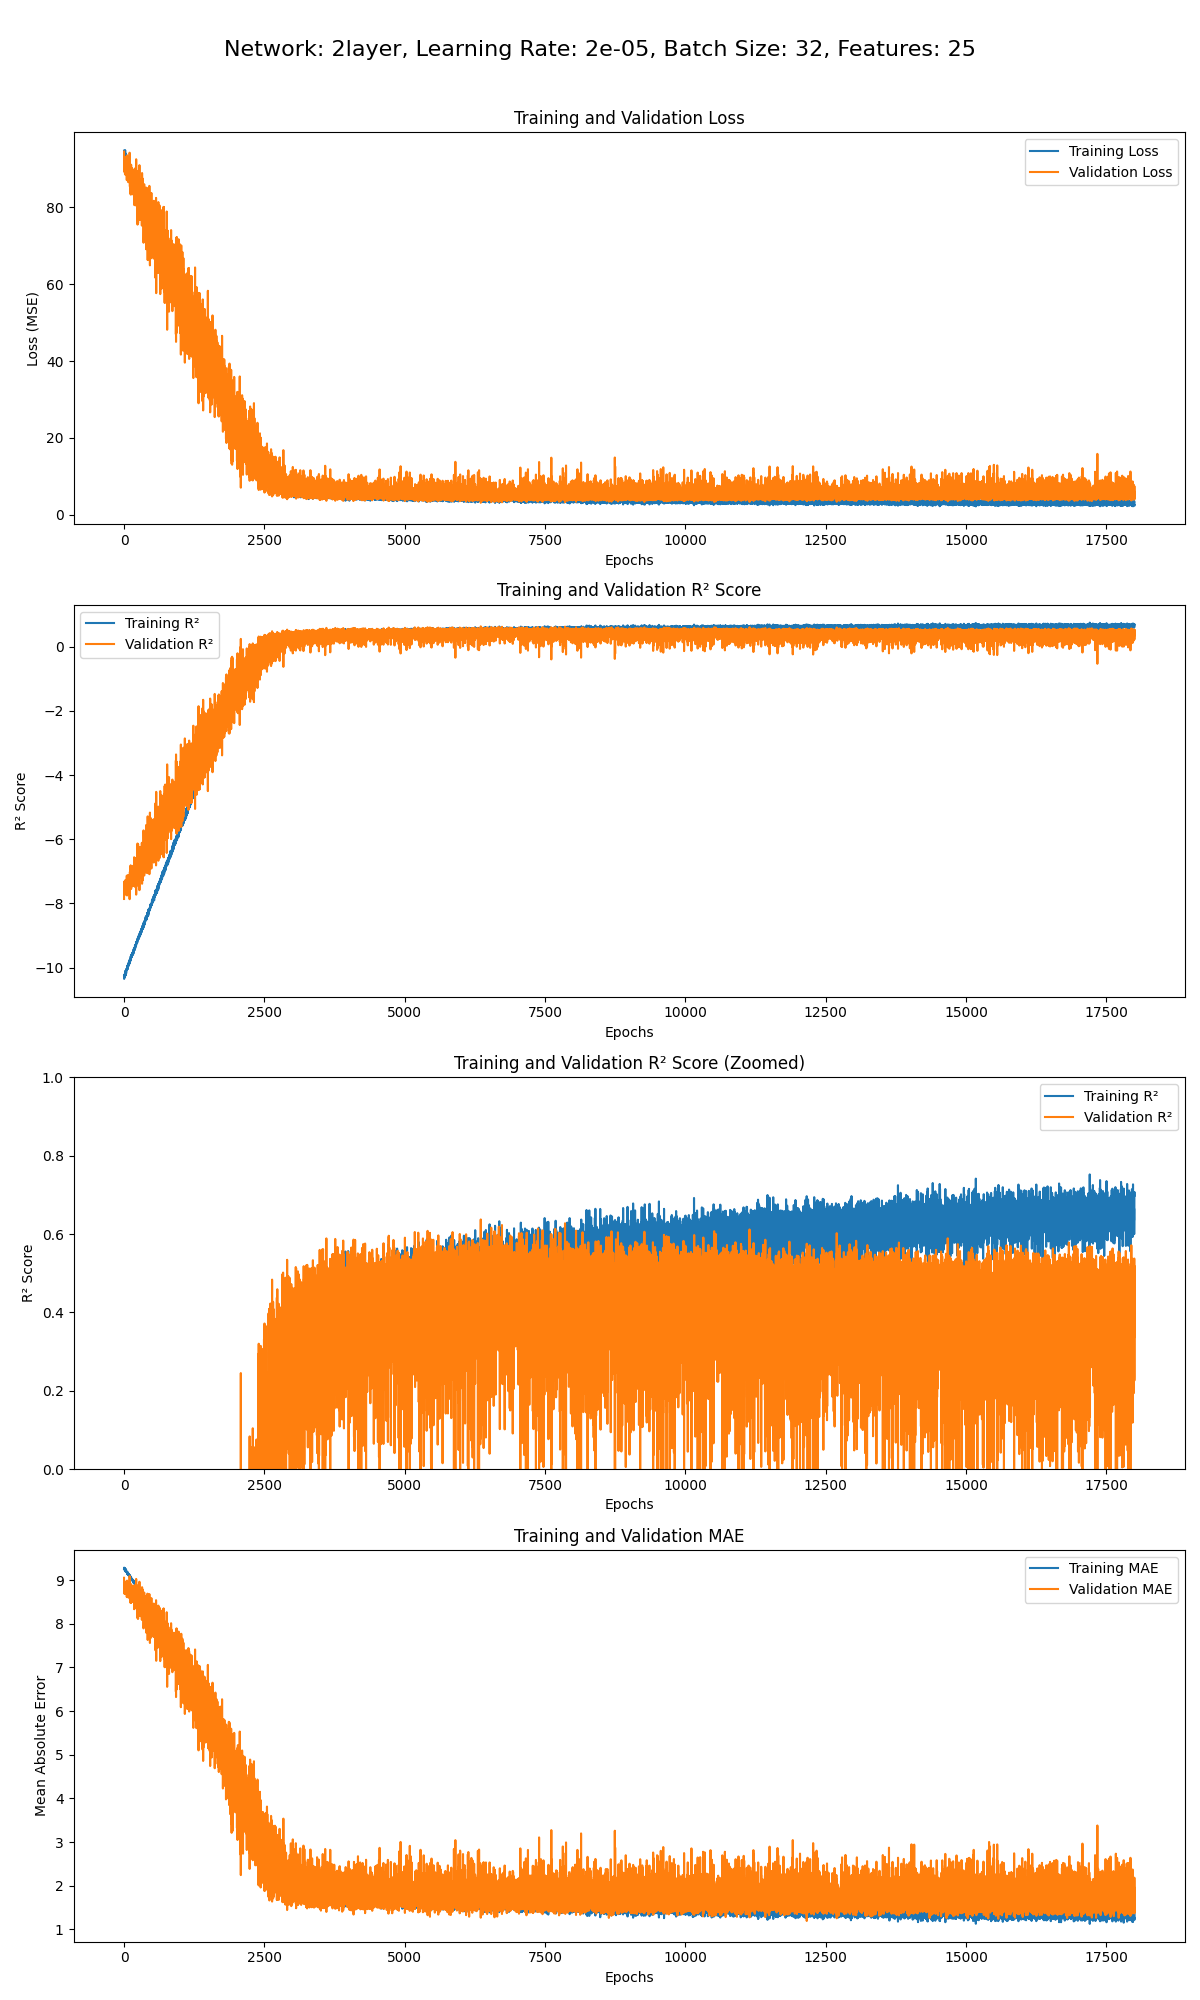 Network: 2layer, Learning Rate: 2e-05, Batch Size: 32, Features: 25
Training and Validation Loss
Training Loss
Validation Loss
Loss (MSE)
80
60
40
20
0
0 2500 5000 7500 10000 12500 15000 17500
Epochs
Training and Validation R² Score
Training R²
Validation R²
R² Score
0
−2
−4
−6
−8
−10
0 2500 5000 7500 10000 12500 15000 17500
Epochs
Training and Validation R² Score (Zoomed)
Training R²
Validation R²
R² Score
1.0
0.8
0.6
0.4
0.2
0.0
0 2500 5000 7500 10000 12500 15000 17500
Epochs
Training and Validation MAE
Training MAE
Validation MAE
Mean Absolute Error
9
8
7
6
5
4
3
2
1
0 2500 5000 7500 10000 12500 15000 17500
Epochs